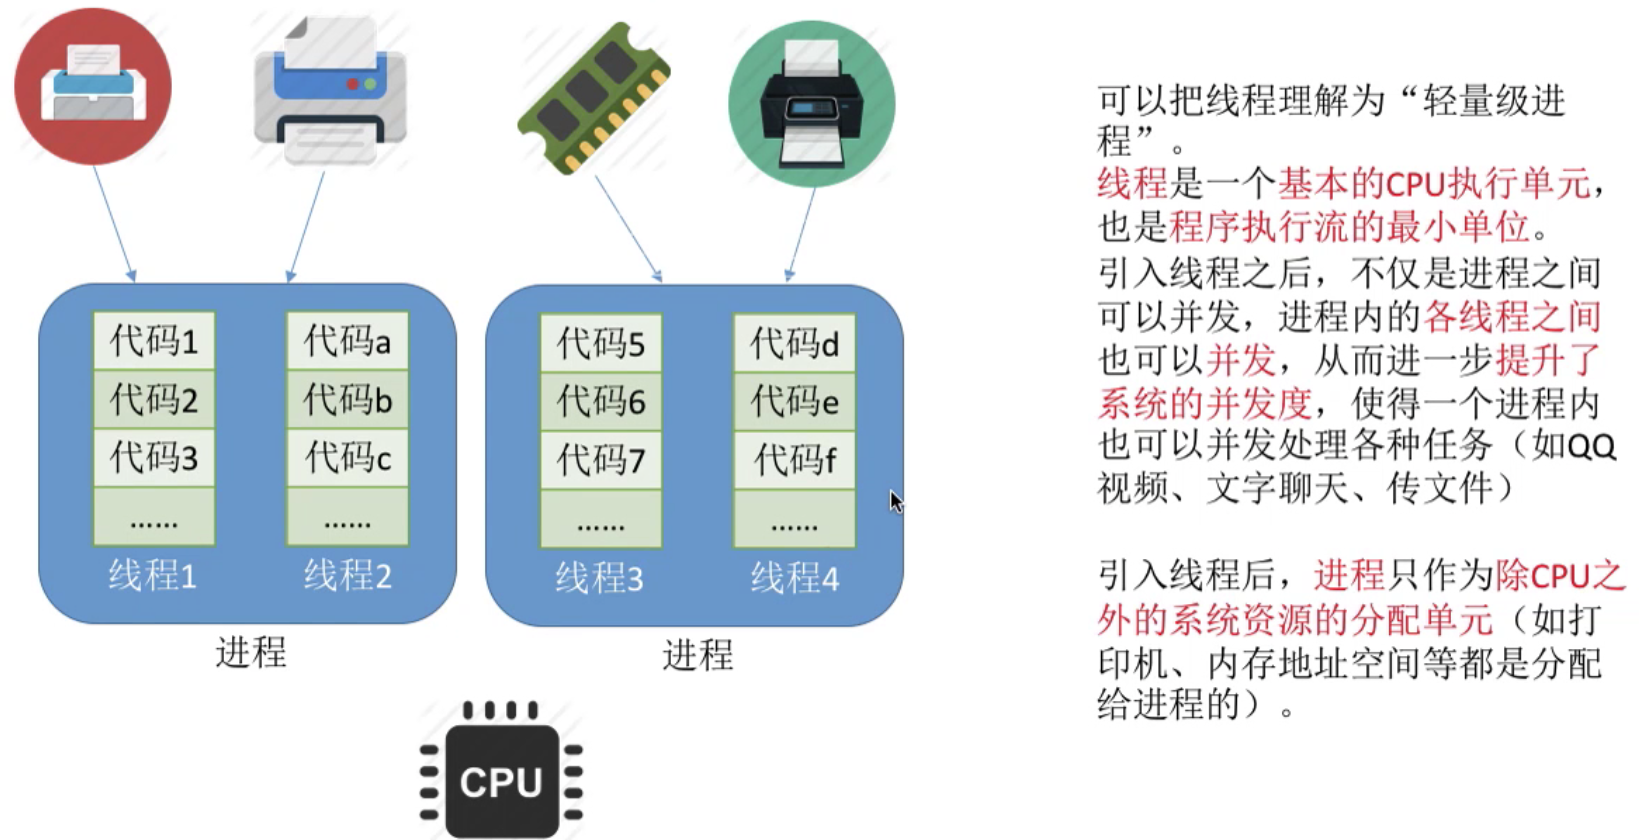 代码1
代码2
代码3
......
线程1
代码a
代码b
代码c
......
线程2
进程
代码5
代码6
代码7
......
线程3
代码d
代码e
代码f
......
线程4
进程
CPU
可以把线程理解为“轻量级进
程”。
线程是一个基本的CPU执行单元，
也是程序执行流的最小单位。
引入线程之后，不仅是进程之间
可以并发，进程内的各线程之间
也可以并发，从而进一步提升了
系统的并发度，使得一个进程内
也可以并发处理各种任务（如QQ
视频、文字聊天、传文件）
引入线程后，进程只作为除CPU之
外的系统资源的分配单元（如打
印机、内存地址空间等都是分配
给进程的）。